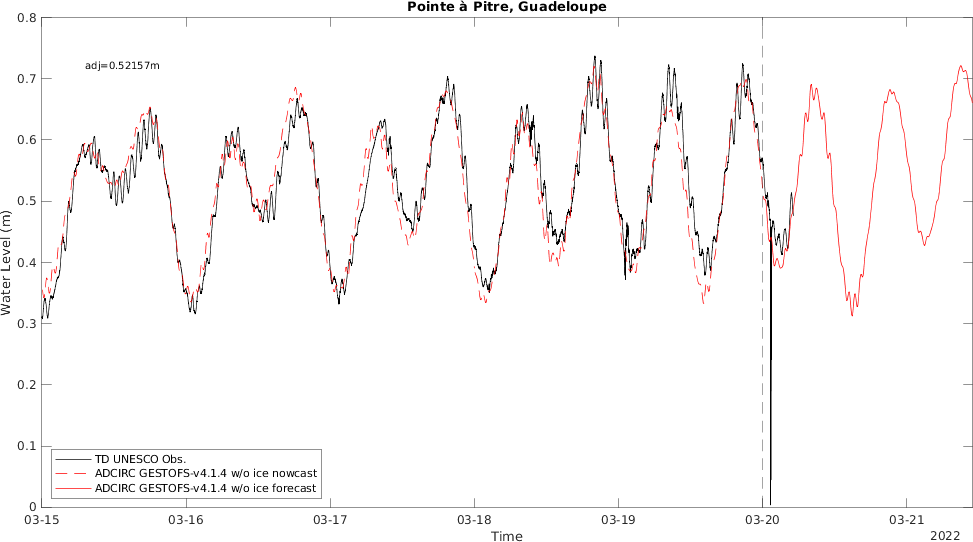 Pointe à Pitre, Guadeloupe
adj=0.52157m
Water Level (m)
0.8
0.7
0.6
0.5
0.4
0.3
0.2
0.1
0
TD UNESCO Obs.
ADCIRC GESTOFS-v4.1.4 w/o ice nowcast
ADCIRC GESTOFS-v4.1.4 w/o ice forecast
03-15 03-16 03-17 03-18 03-19 03-20 03-21
Time
2022